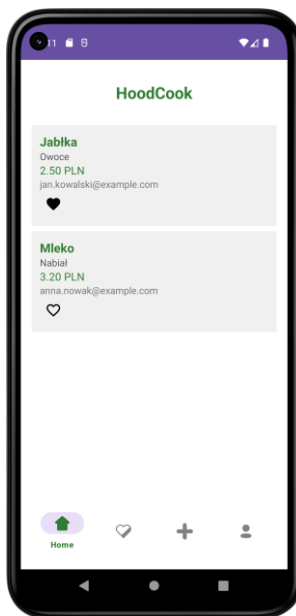 11
HoodCook
Jabłka
Owoce
2.50 PLN
jan.kowalski@example.com
Mleko
Nabiał
3.20 PLN
anna.nowak@example.com
Home